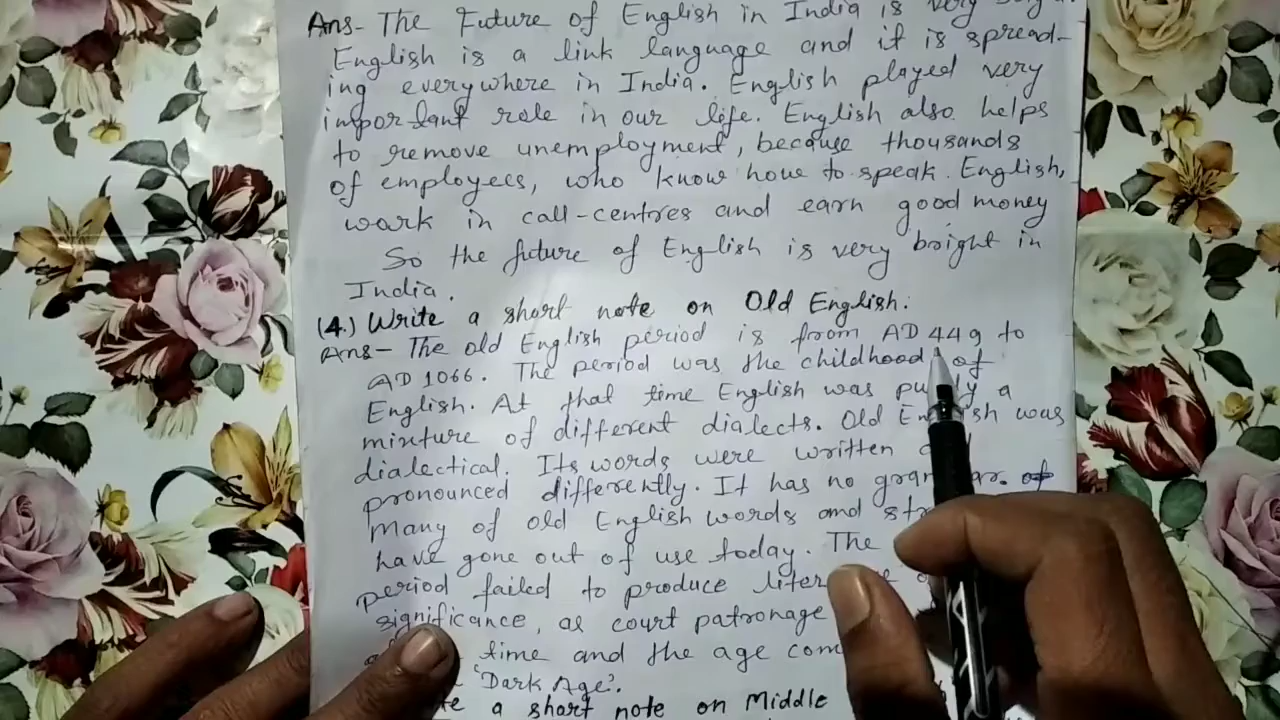 Ans- The Future of English in India is very
English is a link language and it is spread-
ing everywhere in India. English played very
important role in our life. English also helps
to remove unemployment, because thousands
of employees, who know how to speak English,
work in call-centres and earn good money
So the future of English is very bright in
India.
(4.) Write a short note on Old English.
Ans- The old English period is from AD 449 to
AD 1066. The period was the childhood of
English. At that time English was a
mixture of different dialects. Old was
dialectical. Its words were written
pronounced differently. It has no
many of old English words and
have gone out of use today. The
period failed to produce
significance, as court patronage
time and the age
'Dark Age'.
a short note on Middle